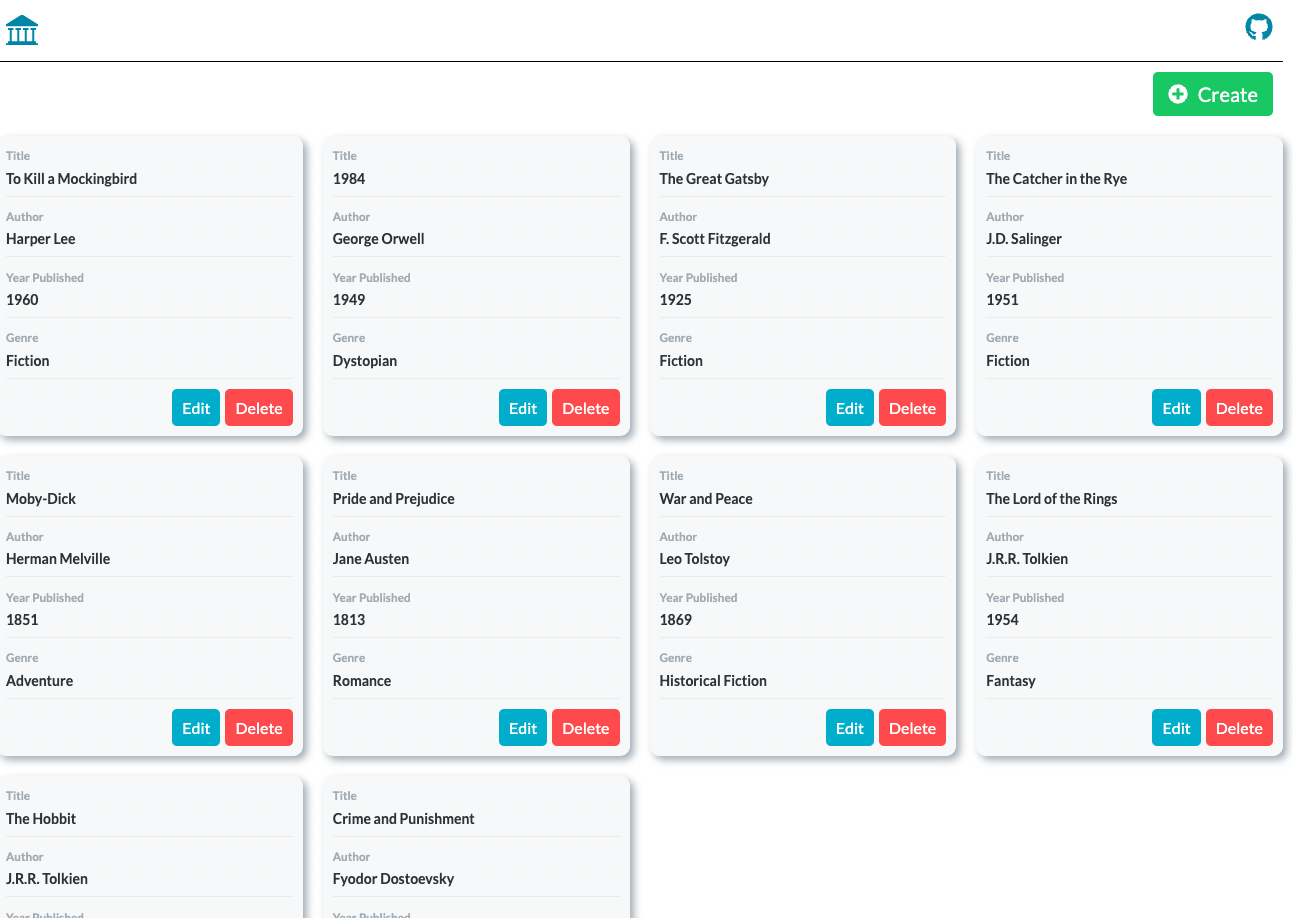 Create
Title
To Kill a Mockingbird
Author
Harper Lee
Year Published
1960
Genre
Fiction
Edit Delete
Title
1984
Author
George Orwell
Year Published
1949
Genre
Dystopian
Edit Delete
Title
The Great Gatsby
Author
F. Scott Fitzgerald
Year Published
1925
Genre
Fiction
Edit Delete
Title
The Catcher in the Rye
Author
J.D. Salinger
Year Published
1951
Genre
Fiction
Edit Delete
Title
Moby-Dick
Author
Herman Melville
Year Published
1851
Genre
Adventure
Edit Delete
Title
Pride and Prejudice
Author
Jane Austen
Year Published
1813
Genre
Romance
Edit Delete
Title
War and Peace
Author
Leo Tolstoy
Year Published
1869
Genre
Historical Fiction
Edit Delete
Title
The Lord of the Rings
Author
J.R.R. Tolkien
Year Published
1954
Genre
Fantasy
Edit Delete
Title
The Hobbit
Author
J.R.R. Tolkien
Year Published
Title
Crime and Punishment
Author
Fyodor Dostoevsky
Year Published